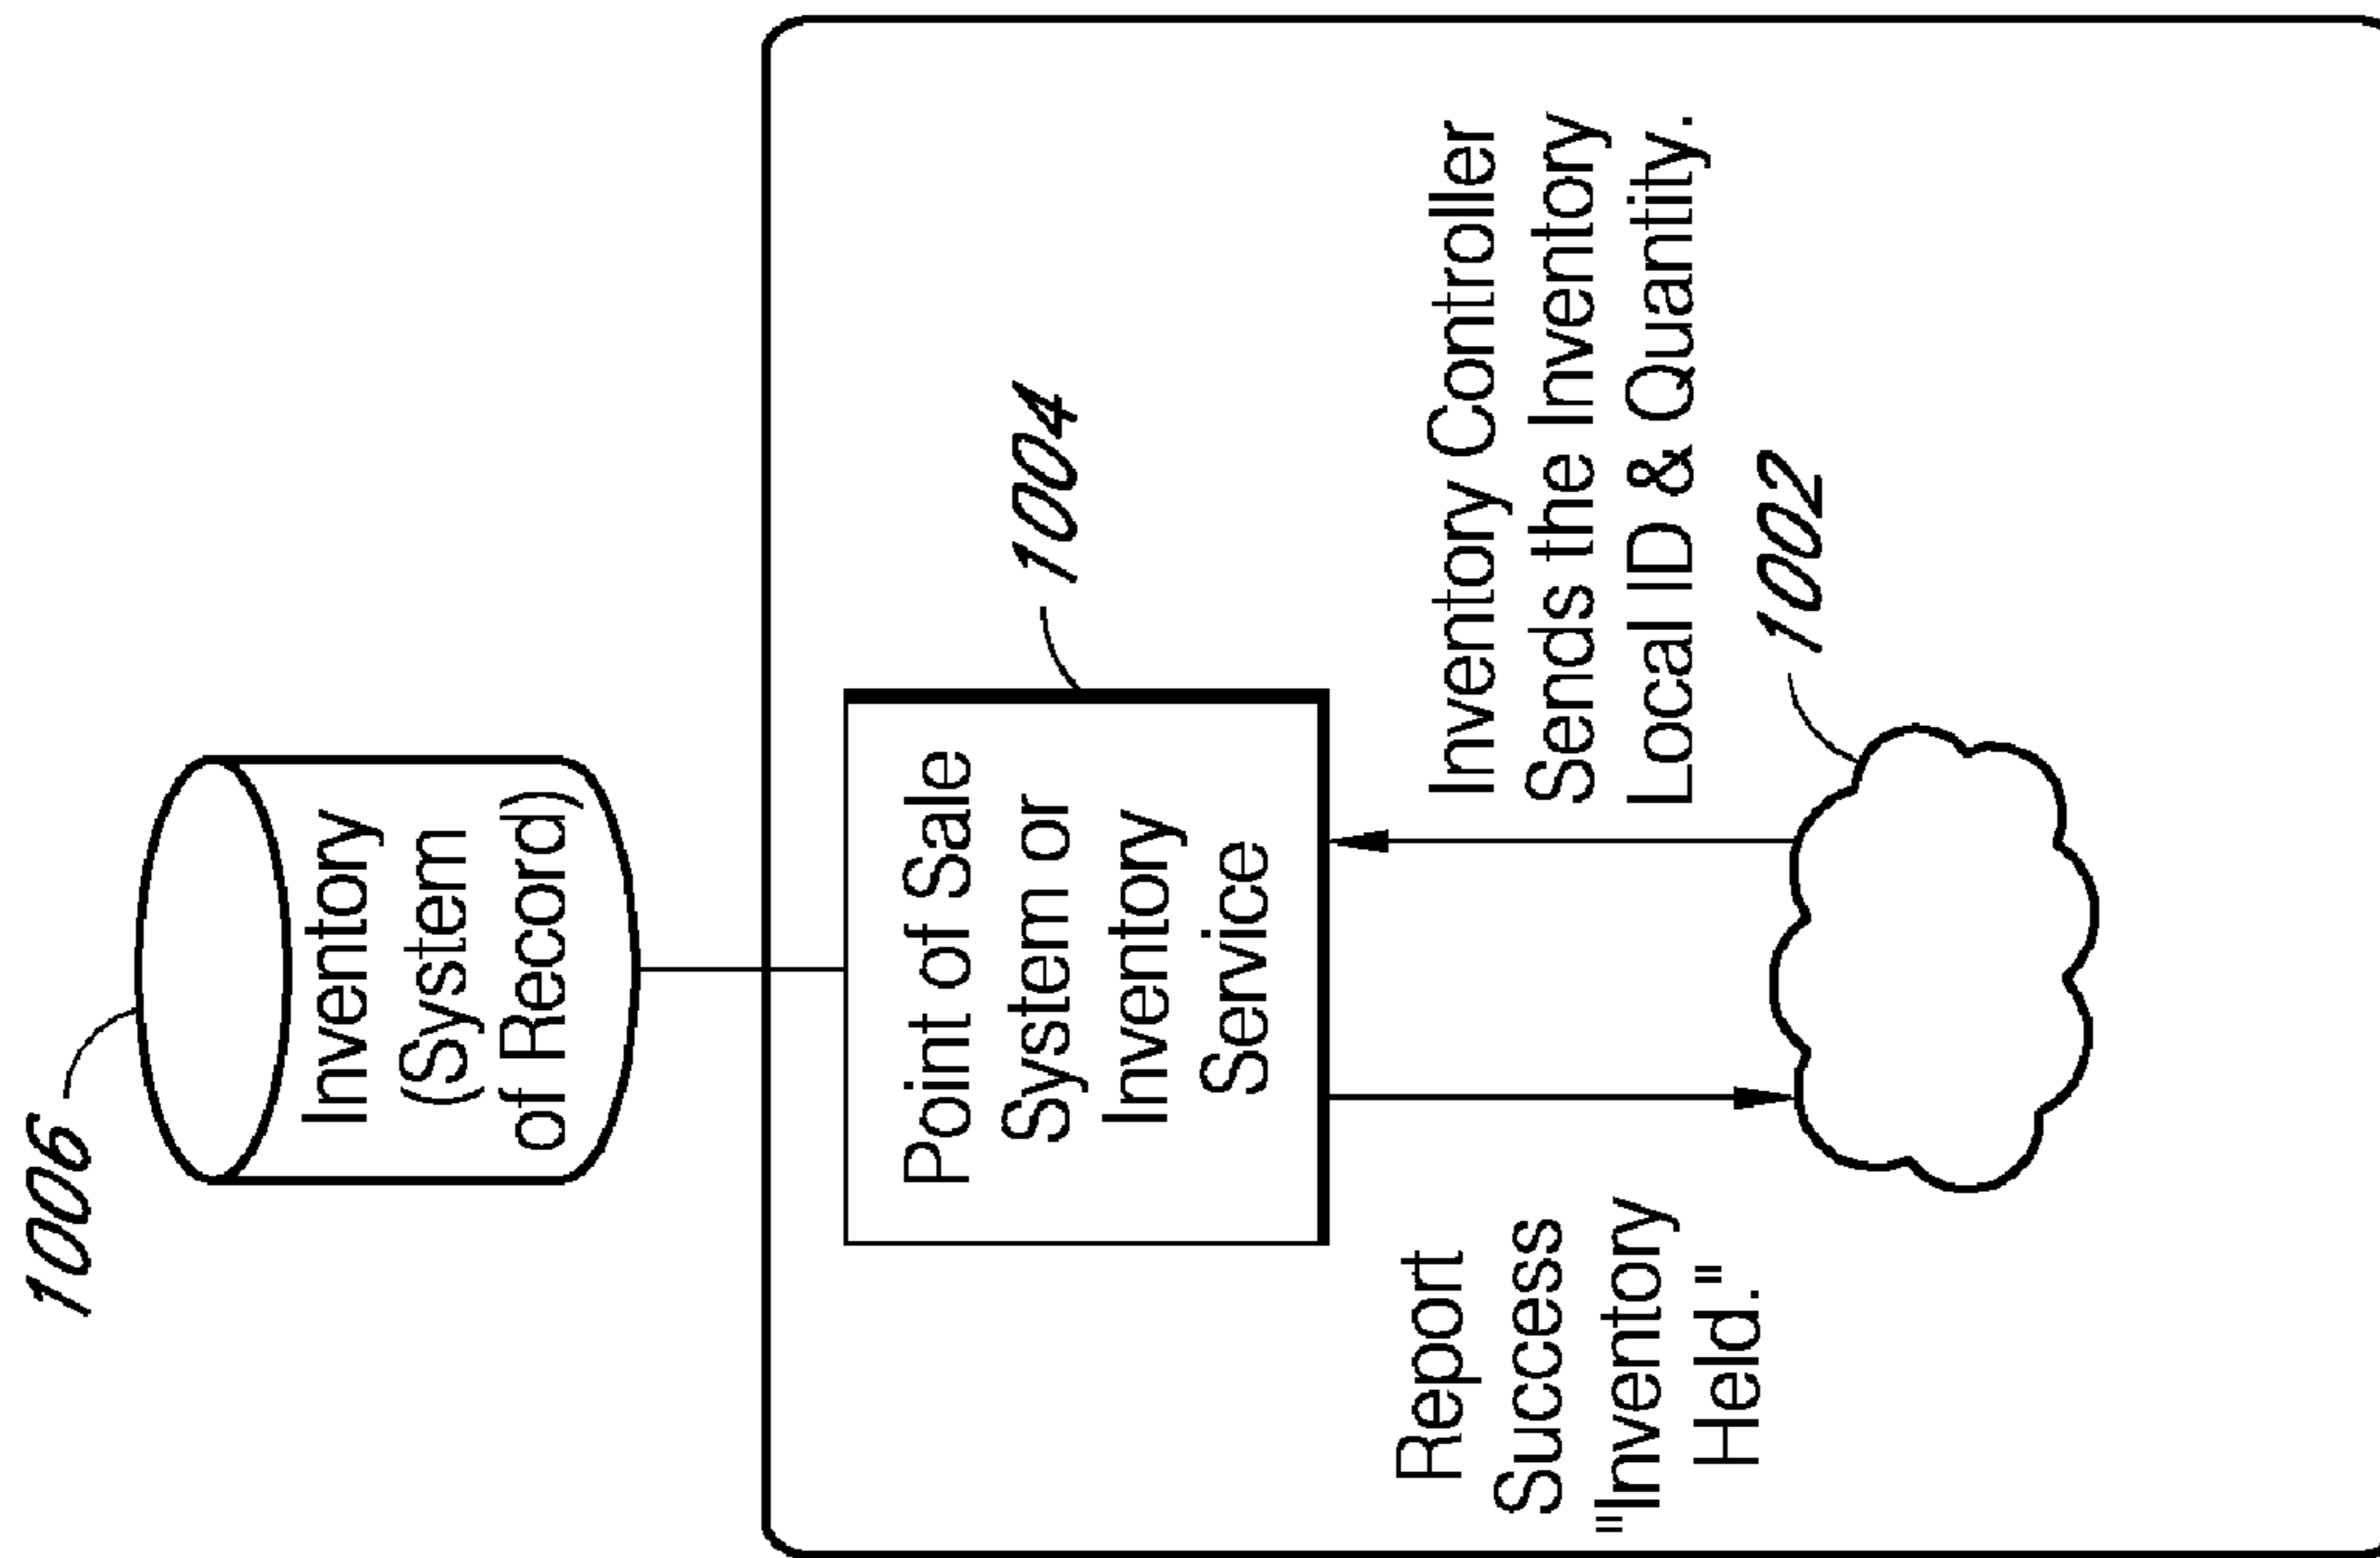 1006
Inventory
(System
of Record)
1004
Point of Sale
System or
Inventory
Service
Inventory Controller
Sends the Inventory
Local ID & Quantity.
Report
Success
"Inventory
Held."
1002